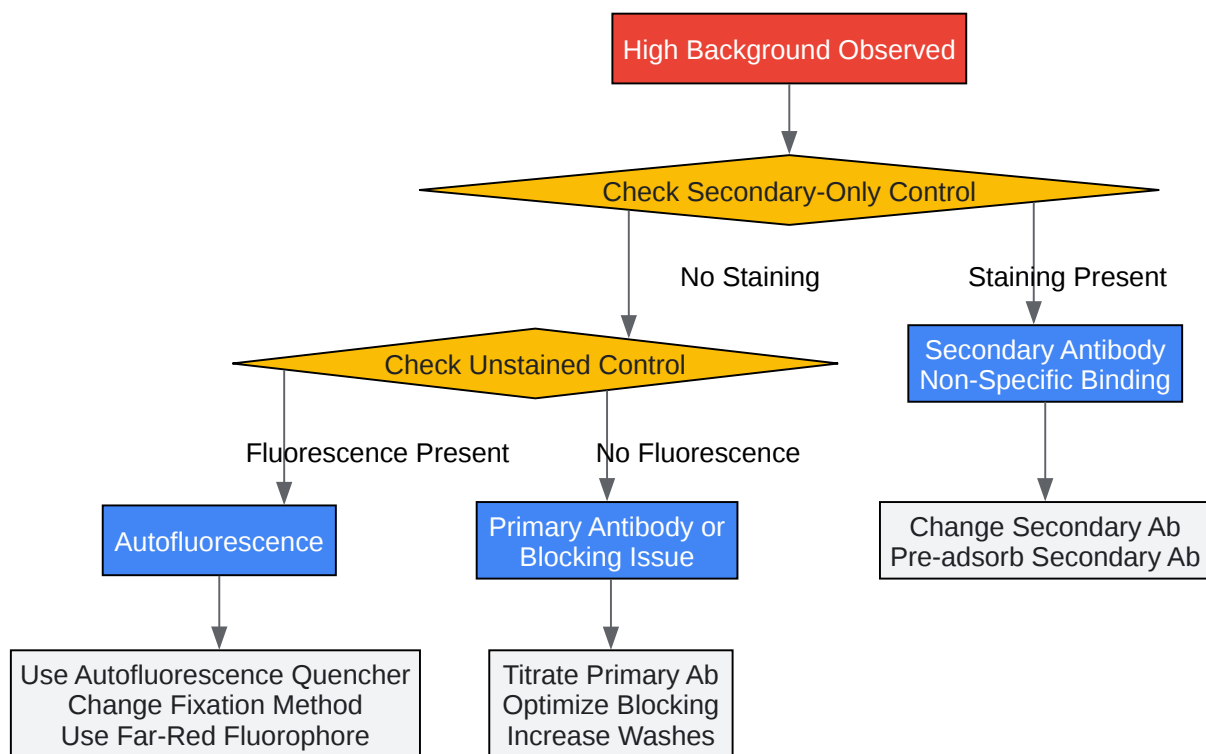 High Background Observed
Check Secondary-Only Control
No Staining
Staining Present
Check Unstained Control
Secondary Antibody
Non-Specific Binding
Fluorescence Present
No Fluorescence
Autofluorescence
Primary Antibody or
Blocking Issue
Change Secondary Ab
Pre-adsorb Secondary Ab
Use Autofluorescence Quencher
Change Fixation Method
Use Far-Red Fluorophore
Titrate Primary Ab
Optimize Blocking
Increase Washes